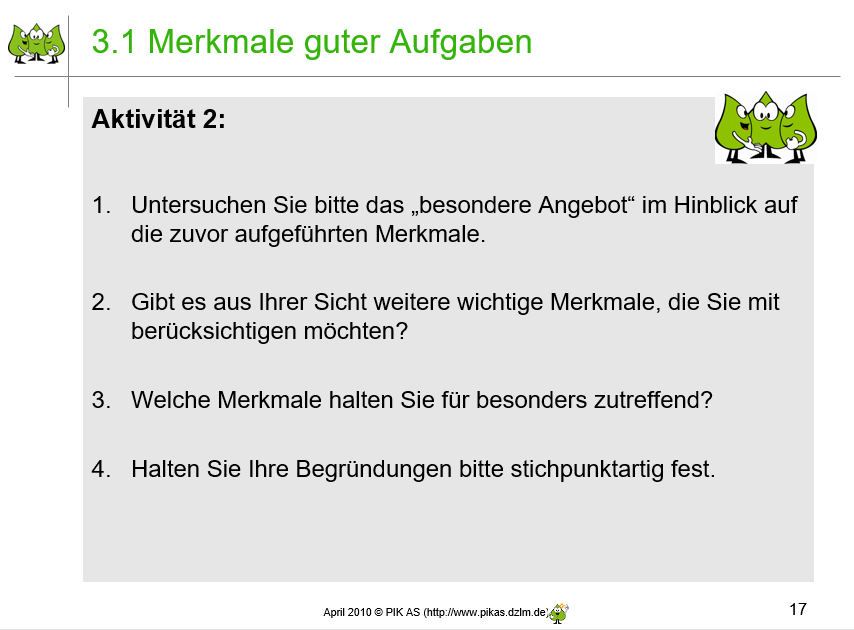 3.1 Merkmale guter Aufgaben
Aktivität 2:
1. Untersuchen Sie bitte das „besondere Angebot“ im Hinblick auf
die zuvor aufgeführten Merkmale.
2. Gibt es aus Ihrer Sicht weitere wichtige Merkmale, die Sie mit
berücksichtigen möchten?
3. Welche Merkmale halten Sie für besonders zutreffend?
4. Halten Sie Ihre Begründungen bitte stichpunktartig fest.
April 2010 © PIK AS (http://www.pikas.dzlm.de)
17